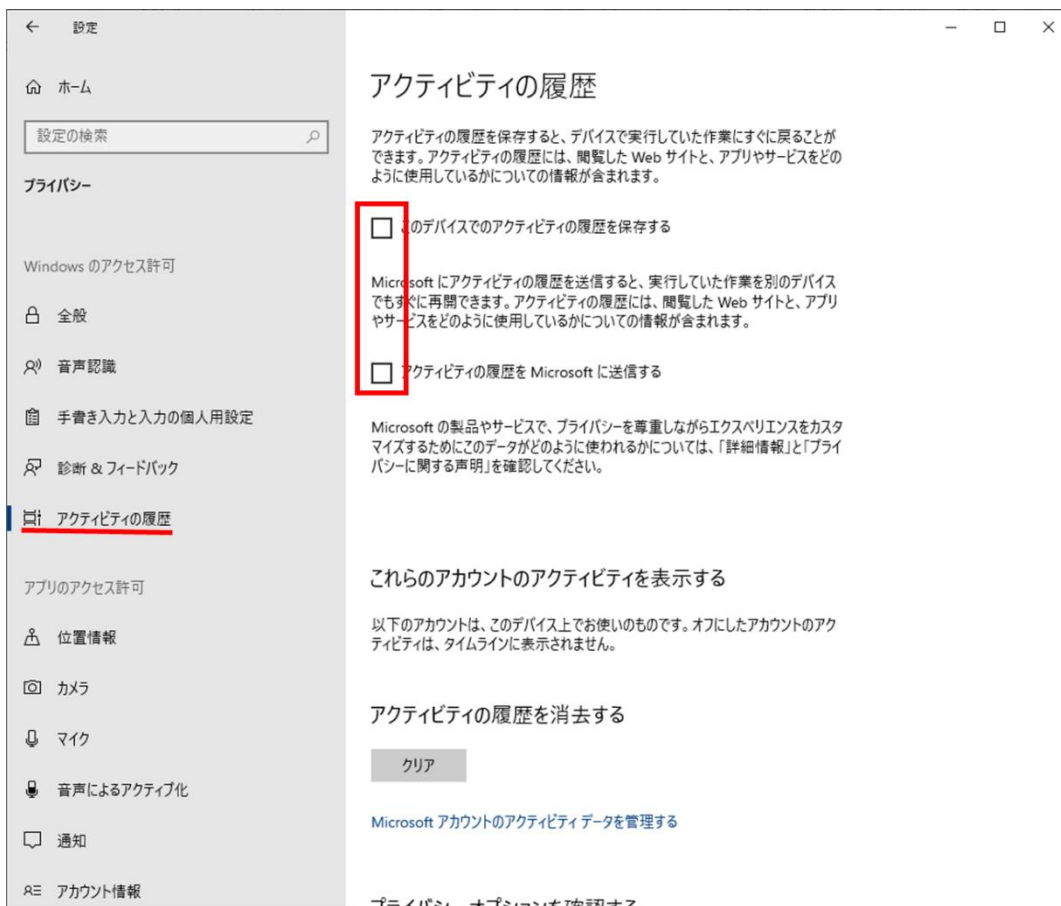 設定
ホーム
設定の検索
プライバシー
Windows のアクセス許可
全般
音声認識
手書き入力と入力の個人用設定
診断 & フィードバック
アクティビティの履歴
アプリのアクセス許可
位置情報
カメラ
マイク
音声によるアクティブ化
通知
アカウント情報
アクティビティの履歴
アクティビティの履歴を保存すると、デバイスで実行していた作業にすぐに戻ることが
できます。アクティビティの履歴には、閲覧した Web サイトと、アプリやサービスをどの
ように使用しているかについての情報が含まれます。
このデバイスでのアクティビティの履歴を保存する
Microsoft にアクティビティの履歴を送信すると、実行していた作業を別のデバイス
でもすぐに再開できます。アクティビティの履歴には、閲覧した Web サイトと、アプリ
やサービスをどのように使用しているかについての情報が含まれます。
アクティビティの履歴を Microsoft に送信する
Microsoft の製品やサービスで、プライバシーを尊重しながらエクスペリエンスをカスタ
マイズするためにこのデータがどのように使われるかについては、「詳細情報」と「プライ
バシーに関する声明」を確認してください。
これらのアカウントのアクティビティを表示する
以下のアカウントは、このデバイス上でお使いのものです。オフにしたアカウントのアク
ティビティは、タイムラインに表示されません。
アクティビティの履歴を消去する
クリア
Microsoft アカウントのアクティビティ データを管理する
プライバシー オプションを確認する